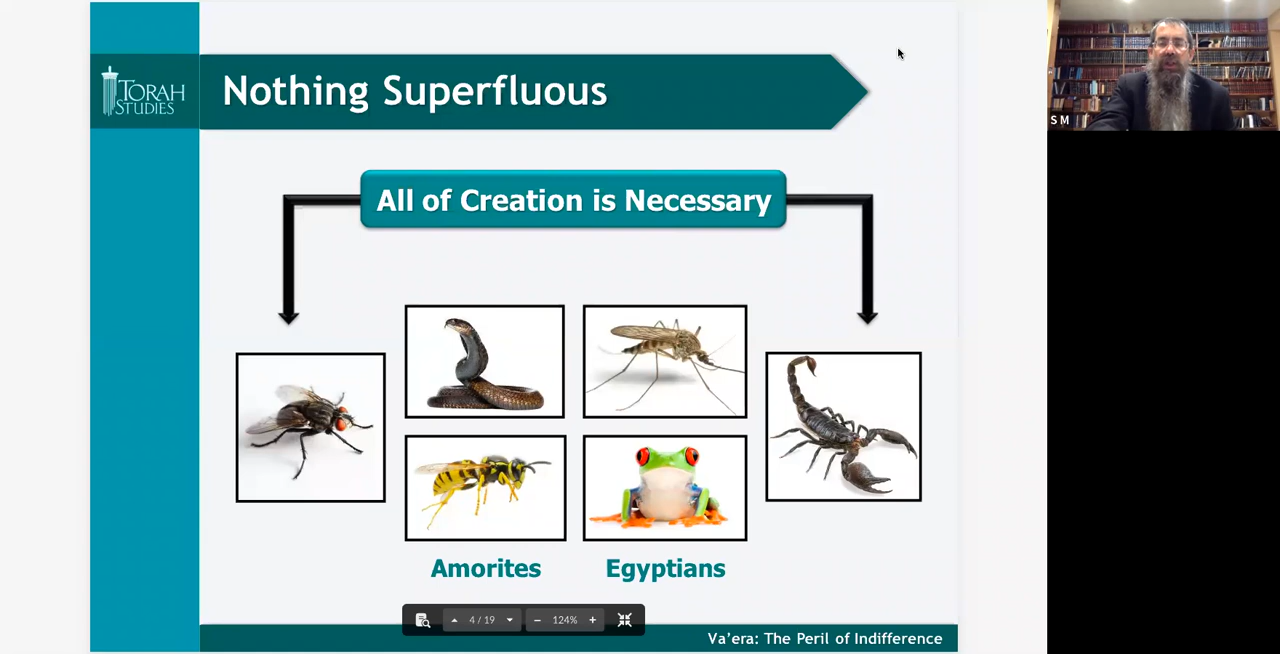 TORAH
STUDIES
Nothing Superfluous
S M
All of Creation is Necessary
Amorites
Egyptians
4 / 19
124%
Va'era: The Peril of Indifference